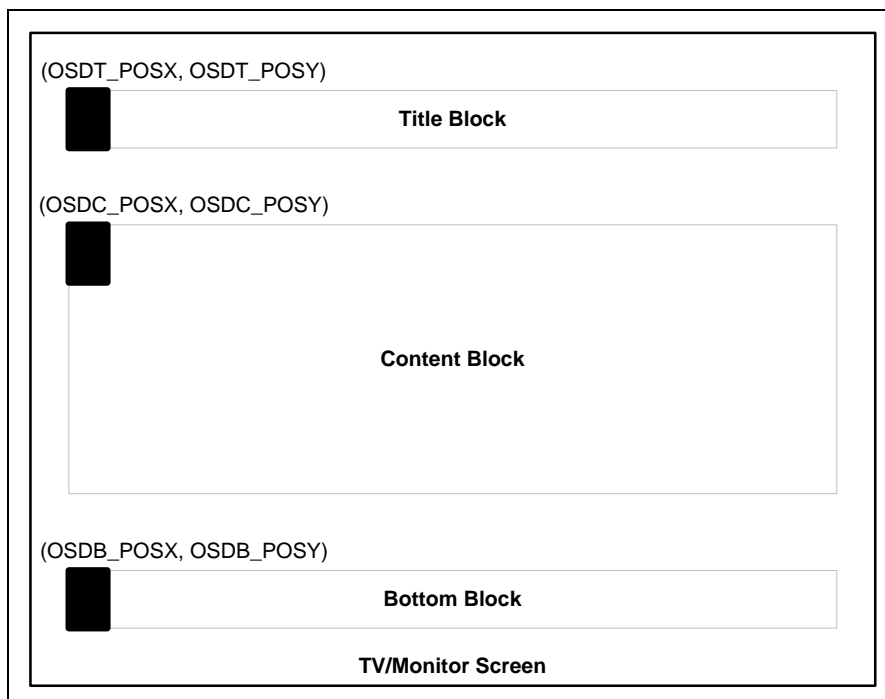 (OSDT_POSX, OSDT_POSY)
Title Block
(OSDC_POSX, OSDC_POSY)
Content Block
(OSDB_POSX, OSDB_POSY)
Bottom Block
TV/Monitor Screen